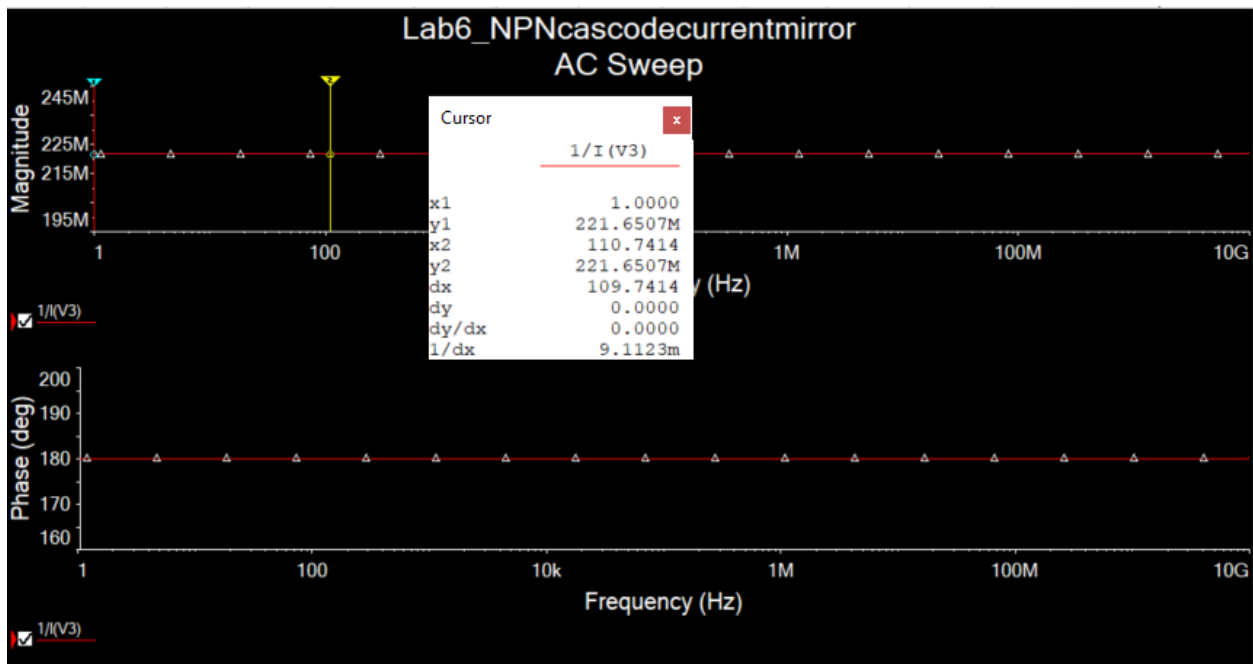 Lab6_NPNcascodecurrentmirror
AC Sweep
1
2
Magnitude
245M
225M
215M
195M
1
100
1M
100M
10G
y (Hz)
Cursor
x
1/I(V3)
x1 1.0000
y1 221.6507M
x2 110.7414
y2 221.6507M
dx 109.7414
dy 0.0000
dy/dx 0.0000
1/dx 9.1123m
1/I(V3)
Phase (deg)
200
190
180
170
160
1
100
10k
1M
100M
10G
Frequency (Hz)
1/I(V3)